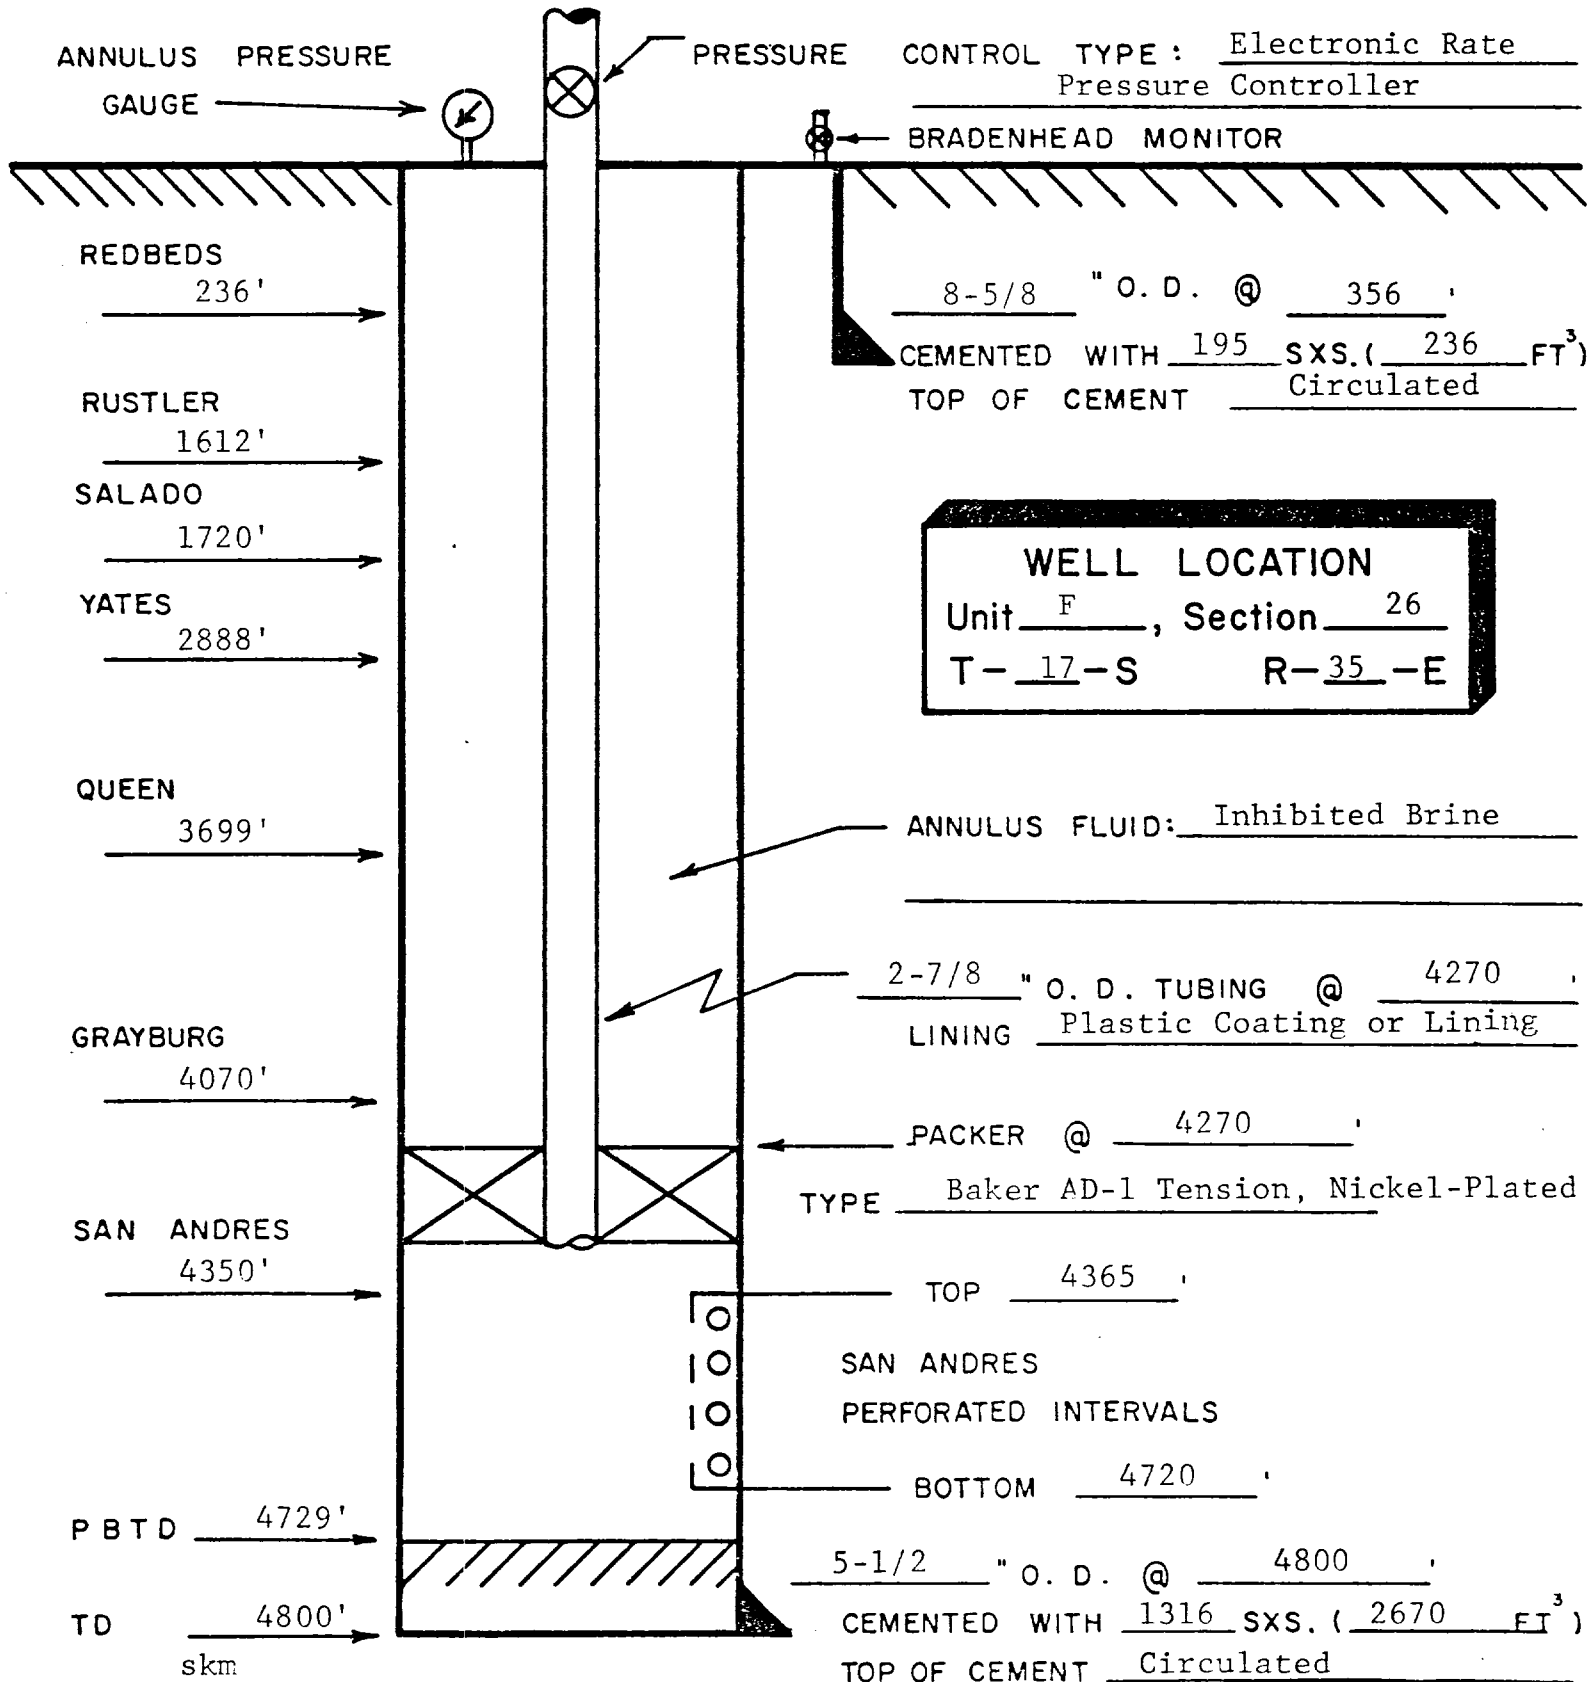 ANNULUS PRESSURE
GAUGE
PRESSURE CONTROL TYPE: Electronic Rate
Pressure Controller
BRADENHEAD MONITOR
REDBEDS
236'
8-5/8 " O.D. @ 356 '
CEMENTED WITH 195 SXS. ( 236 FT³)
TOP OF CEMENT Circulated
RUSTLER
1612'
SALADO
1720'
YATES
2888'
WELL LOCATION
Unit F, Section 26
T-17-S R-35-E
QUEEN
3699'
ANNULUS FLUID: Inhibited Brine
2-7/8 " O. D. TUBING @ 4270 '
LINING Plastic Coating or Lining
GRAYBURG
4070'
PACKER @ 4270 '
TYPE Baker AD-1 Tension, Nickel-Plated
SAN ANDRES
4350'
TOP 4365 '
SAN ANDRES
PERFORATED INTERVALS
BOTTOM 4720 '
PBTD 4729'
5-1/2 " O. D. @ 4800 '
TD 4800'
CEMENTED WITH 1316 SXS. ( 2670 FT³)
skm
TOP OF CEMENT Circulated